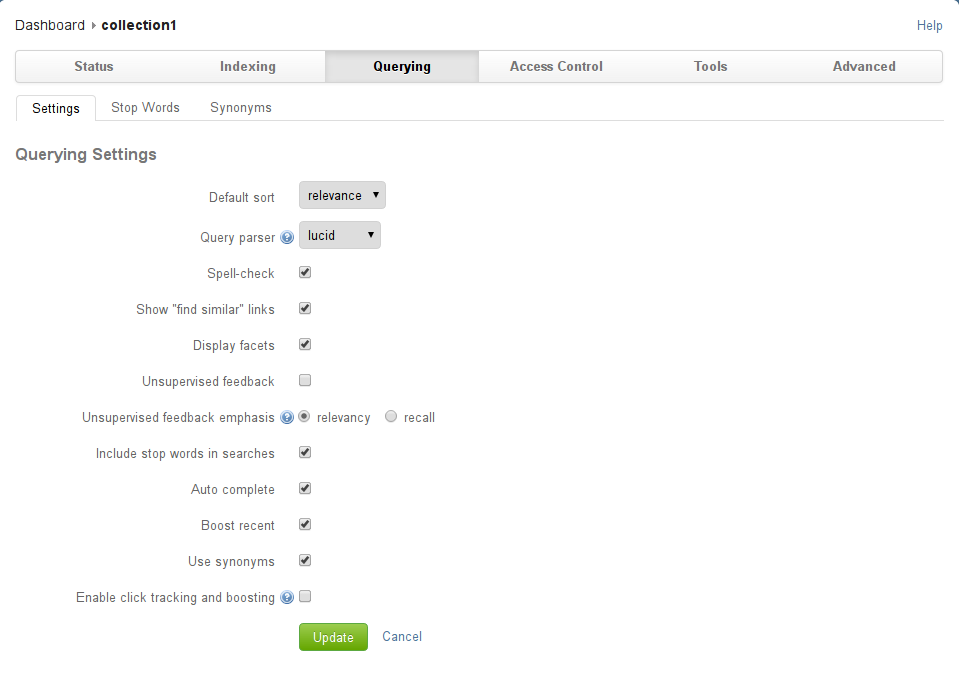 Dashboard collection1 Help
Status Indexing Querying Access Control Tools Advanced
Settings Stop Words Synonyms
Querying Settings
Default sort relevance
Query parser ? lucid
Spell-check
Show "find similar" links
Display facets
Unsupervised feedback
Unsupervised feedback emphasis ? relevancy recall
Include stop words in searches
Auto complete
Boost recent
Use synonyms
Enable click tracking and boosting ?
Update Cancel